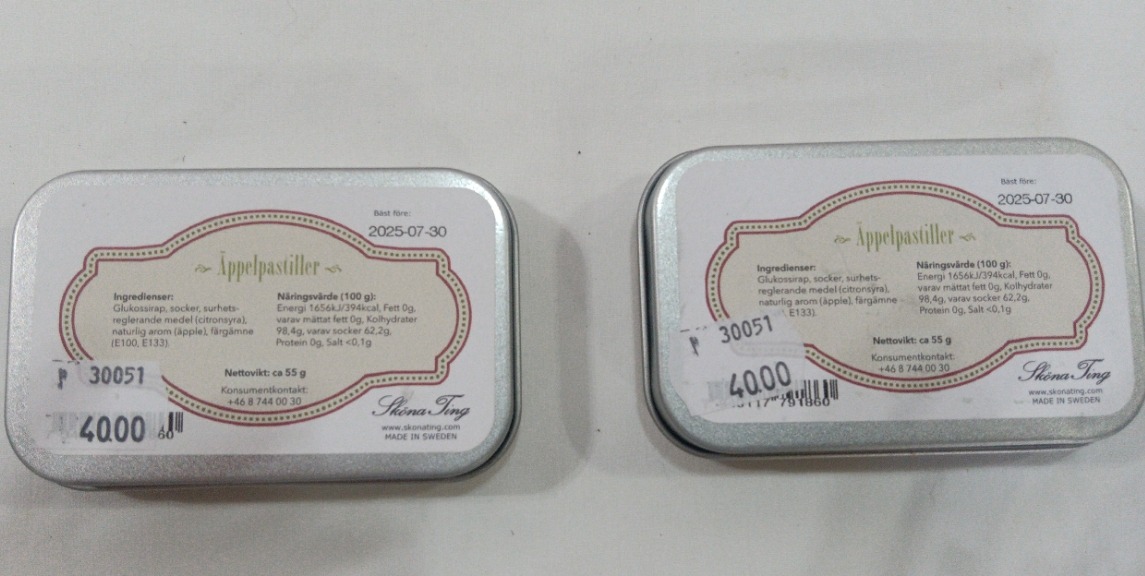 Bäst före:
2025-07-30
Äppelpastiller
Ingredienser:
Glukossirap, socker, surhets-
reglerande medel (citronsyra),
naturlig arom (äpple), färgämne
(E100, E133).
Näringsvärde (100 g):
Energi 1656kJ/394kcal, Fett 0g,
varav mättat fett 0g, Kolhydrater
98,4g, varav socker 62,2g,
Protein 0g, Salt <0,1g
Nettovikt: ca 55 g
Konsumentkontakt:
+46 8 744 00 30
P 30051
40.00
60
Sköna Ting
www.skonating.com
MADE IN SWEDEN
Bäst före:
2025-07-30
Äppelpastiller
Ingredienser:
Glukossirap, socker, surhets-
reglerande medel (citronsyra),
naturlig arom (äpple), färgämne
E133).
Näringsvärde (100 g):
Energi 1656kJ/394kcal, Fett 0g,
varav mättat fett 0g, Kolhydrater
98,4g, varav socker 62,2g,
Protein 0g, Salt <0,1g
Nettovikt: ca 55 g
Konsumentkontakt:
+46 8 744 00 30
P 30051
40.00
791860
Sköna Ting
www.skonating.com
MADE IN SWEDEN